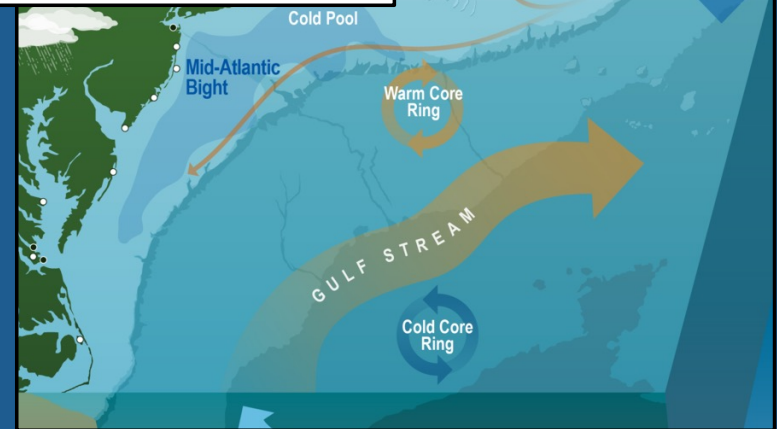 Cold Pool
Mid-Atlantic
Bight
Warm Core
Ring
GULF STREAM
Cold Core
Ring